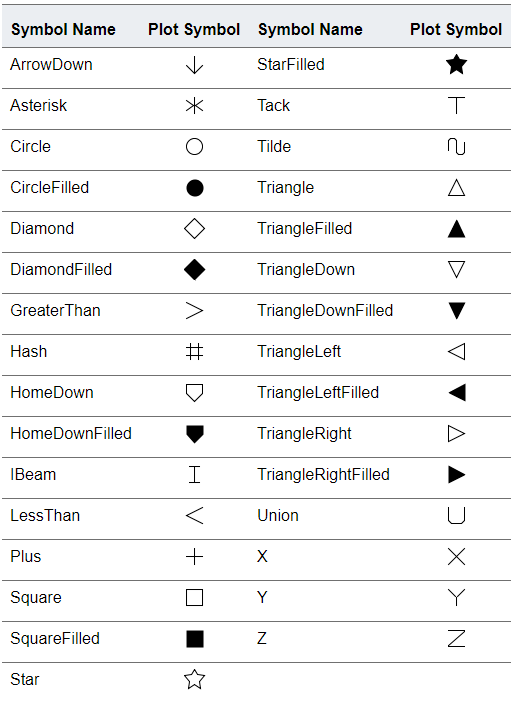 Symbol Name Plot Symbol Symbol Name Plot Symbol
ArrowDown StarFilled
Asterisk Tack
Circle Tilde
CircleFilled Triangle
Diamond TriangleFilled
DiamondFilled TriangleDown
GreaterThan TriangleDownFilled
Hash TriangleLeft
HomeDown TriangleLeftFilled
HomeDownFilled TriangleRight
IBeam TriangleRightFilled
LessThan Union
Plus X
Square Y
SquareFilled Z
Star